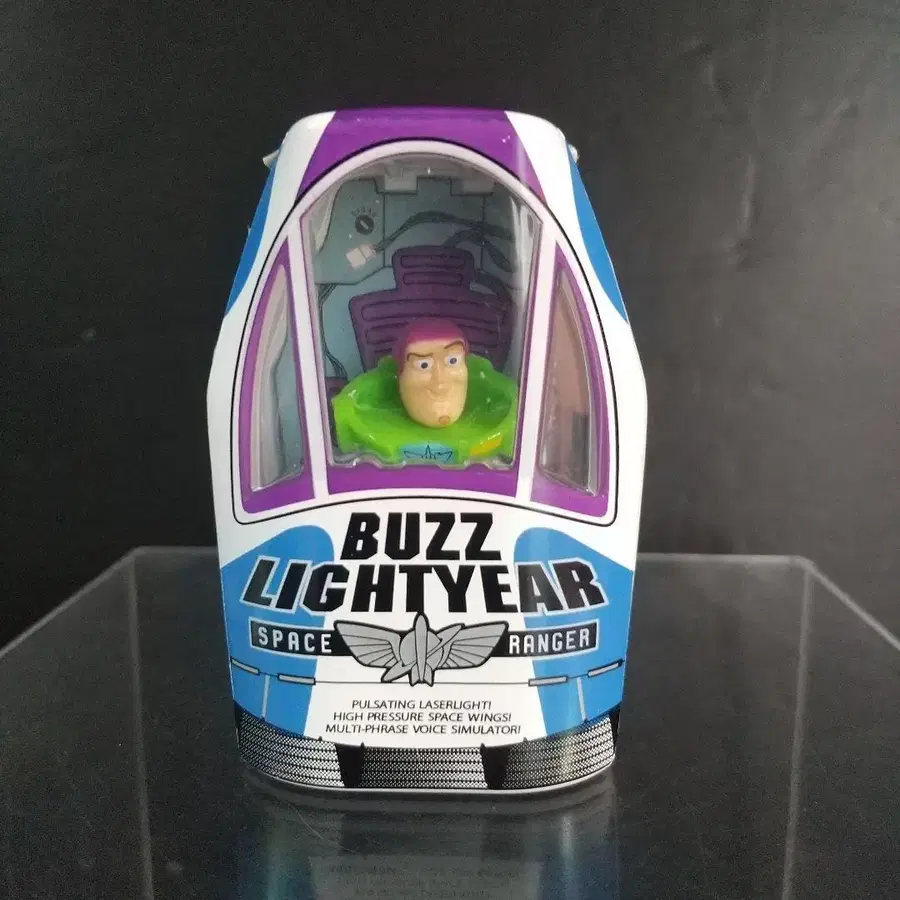 BUZZ
LIGHTYEAR
SPACE RANGER
PULSATING LASERLIGHT!
HIGH PRESSURE SPACE WINGS!
MULTI-PHRASE VOICE SIMULATOR!